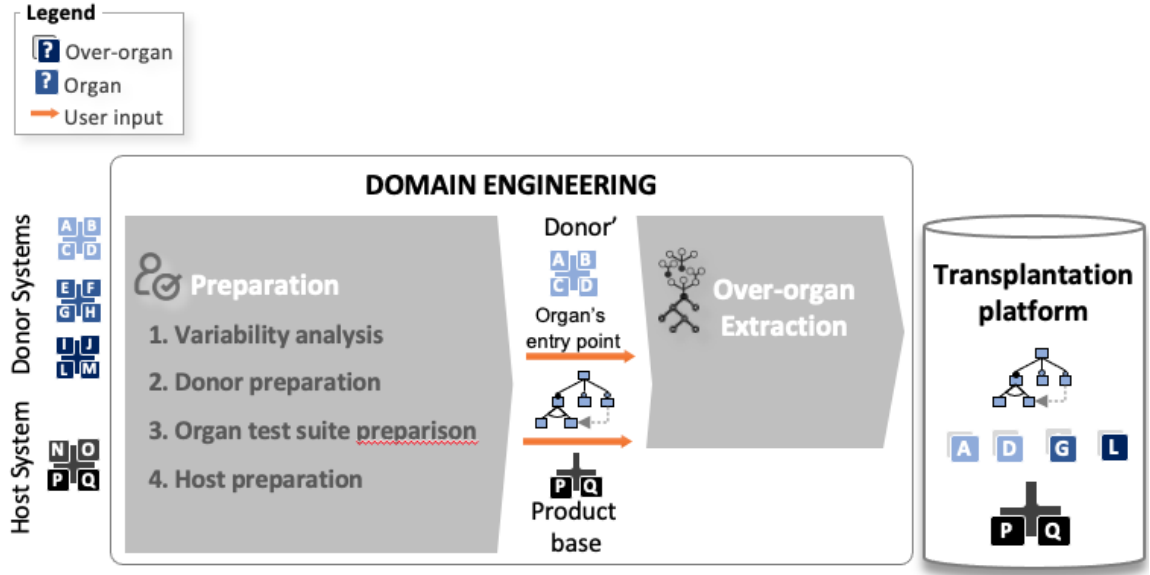 Legend
? Over-organ
? Organ
User input
DOMAIN ENGINEERING
Donor Systems
A B
C D
E F
G H
I J
L M
Host System
N O
P Q
Preparation
1. Variability analysis
2. Donor preparation
3. Organ test suite preparison
4. Host preparation
Donor'
A B
C D
Organ's
entry point
P Q
Product
base
Over-organ
Extraction
Transplantation
platform
A D G L
P Q